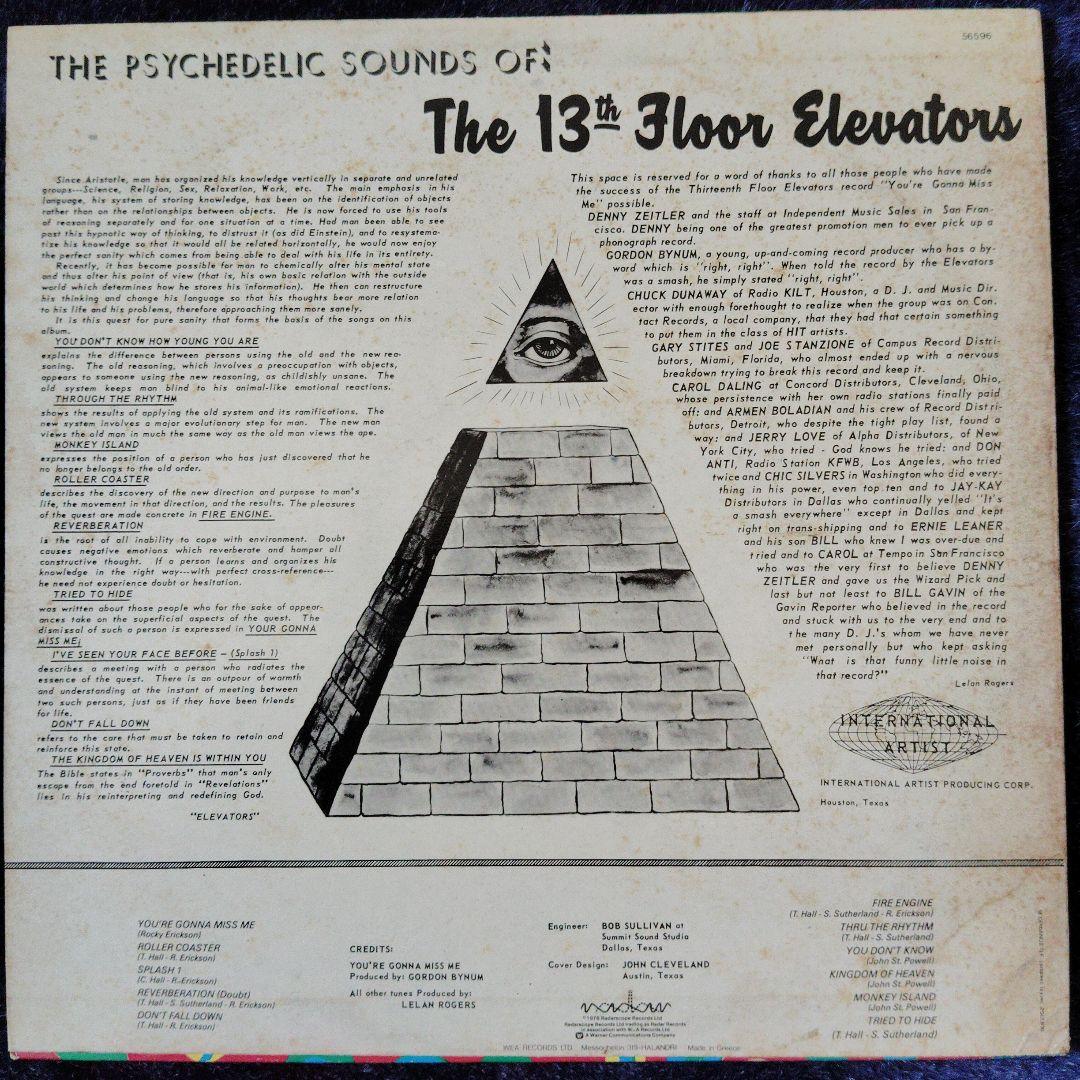 56596
THE PSYCHEDELIC SOUNDS OF:
The 13th Floor Elevators
Since Aristotle, man has organized his knowledge vertically in separate and unrelated
groups---Science, Religion, Sex, Relaxation, Work, etc. The main emphasis in his
language, his system of storing knowledge, has been on the identification of objects
rather than on the relationships between objects. He is now forced to use his tools
of reasoning separately and for one situation at a time. Had man been able to see
past this hypnotic way of thinking, to distrust it (as did Einstein), and to resystema-
tize his knowledge so that it would all be related horizontally, he would now enjoy
the perfect sanity which comes from being able to deal with his life in its entirety.
Recently, it has become possible for man to chemically alter his mental state
and thus alter his point of view (that is, his own basic relation with the outside
world which determines how he stores his information). He then can restructure
his thinking and change his language so that his thoughts bear more relation
to his life and his problems, therefore approaching them more sanely.
It is this quest for pure sanity that forms the basis of the songs on this
album.
YOU DON'T KNOW HOW YOUNG YOU ARE
explains the difference between persons using the old and the new rea-
soning. The old reasoning, which involves a preoccupation with objects,
appears to someone using the new reasoning, as childishly unsane. The
old system keeps man blind to his animal-like emotional reactions.
THROUGH THE RHYTHM
shows the results of applying the old system and its ramifications. The
new system involves a major evolutionary step for man. The new man
views the old man in much the same way as the old man views the ape.
MONKEY ISLAND
expresses the position of a person who has just discovered that he
no longer belongs to the old order.
ROLLER COASTER
describes the discovery of the new direction and purpose to man's
life, the movement in that direction, and the results. The pleasures
of the quest are made concrete in FIRE ENGINE.
REVERBERATION
is the root of all inability to cope with environment. Doubt
causes negative emotions which reverberate and hamper all
constructive thought. If a person learns and organizes his
knowledge in the right way---with perfect cross-reference---
he need not experience doubt or hesitation.
TRIED TO HIDE
was written about those people who for the sake of appear-
ances take on the superficial aspects of the quest. The
dismissal of such a person is expressed in YOUR GONNA
MISS ME;
I'VE SEEN YOUR FACE BEFORE – (Splash 1)
describes a meeting with a person who radiates the
essence of the quest. There is an outpour of warmth
and understanding at the instant of meeting between
two such persons, just as if they have been friends
for life.
DON'T FALL DOWN
refers to the care that must be taken to retain and
reinforce this state.
THE KINGDOM OF HEAVEN IS WITHIN YOU
The Bible states in "Proverbs" that man's only
escape from the end foretold in "Revelations"
lies in his reinterpreting and redefining God.
"ELEVATORS"
This space is reserved for a word of thanks to all those people who have made
the success of the Thirteenth Floor Elevators record "You're Gonna Miss
Me" possible.
DENNY ZEITLER and the staff at Independent Music Sales in San Fran-
cisco. DENNY being one of the greatest promotion men to ever pick up a
phonograph record.
GORDON BYNUM, a young, up-and-coming record producer who has a by-
word which is "right, right". When told the record by the Elevators
was a smash, he simply stated "right, right".
CHUCK DUNAWAY of Radio KILT, Houston, a D. J. and Music Dir-
ector with enough forethought to realize when the group was on Con-
tact Records, a local company, that they had that certain something
to put them in the class of HIT artists.
GARY STITES and JOE STANZIONE of Campus Record Distri-
butors, Miami, Florida, who almost ended up with a nervous
breakdown trying to break this record and keep it.
CAROL DALING at Concord Distributors, Cleveland, Ohio,
whose persistence with her own radio stations finally paid
off: and ARMEN BOLADIAN and his crew of Record Distri-
butors, Detroit, who despite the tight play list, found a
way: and JERRY LOVE of Alpha Distributors, of New
York City, who tried - God knows he tried: and DON
ANTI, Radio Station KFWB, Los Angeles, who tried
twice and CHIC SILVERS in Washington who did every-
thing in his power, even top ten and to JAY-KAY
Distributors in Dallas who continually yelled "It's
a smash everywhere" except in Dallas and kept
right on trans-shipping and to ERNIE LEANER
and his son BILL who knew I was over-due and
tried and to CAROL at Tempo in San Francisco
who was the very first to believe DENNY
ZEITLER and gave us the Wizard Pick and
last but not least to BILL GAVIN of the
Gavin Reporter who believed in the record
and stuck with us to the very end and to
the many D. J.'s whom we have never
met personally but who kept asking
"What is that funny little noise in
that record?"
Lelan Rogers
INTERNATIONAL
ARTIST
INTERNATIONAL ARTIST PRODUCING CORP.
Houston, Texas
YOU'RE GONNA MISS ME
(Rocky Erickson)
ROLLER COASTER
(T. Hall - R. Erickson)
SPLASH 1
(C. Hall - R. Erickson)
REVERBERATION (Doubt)
(T. Hall - S. Sutherland - R. Erickson)
DON'T FALL DOWN
(T. Hall - R. Erickson)
CREDITS:
YOU'RE GONNA MISS ME
Produced by: GORDON BYNUM
All other tunes Produced by:
LELAN ROGERS
Engineer: BOB SULLIVAN at
Summit Sound Studio
Dallas, Texas
Cover Design: JOHN CLEVELAND
Austin, Texas
radar
℗ 1978 Radarscope Records Ltd
Radarscope Records Ltd trading as Radar Records
in association with WEA Records Ltd
A Warner Communications Company
WEA RECORDS LTD. Messoghelon 319-HALANDRI Made in Greece
FIRE ENGINE
(T. Hall - S. Sutherland - R. Erickson)
THRU THE RHYTHM
(T. Hall - S. Sutherland)
YOU DON'T KNOW
(John St. Powell)
KINGDOM OF HEAVEN
(John St. Powell)
MONKEY ISLAND
(John St. Powell)
TRIED TO HIDE
(T. Hall - S. Sutherland)